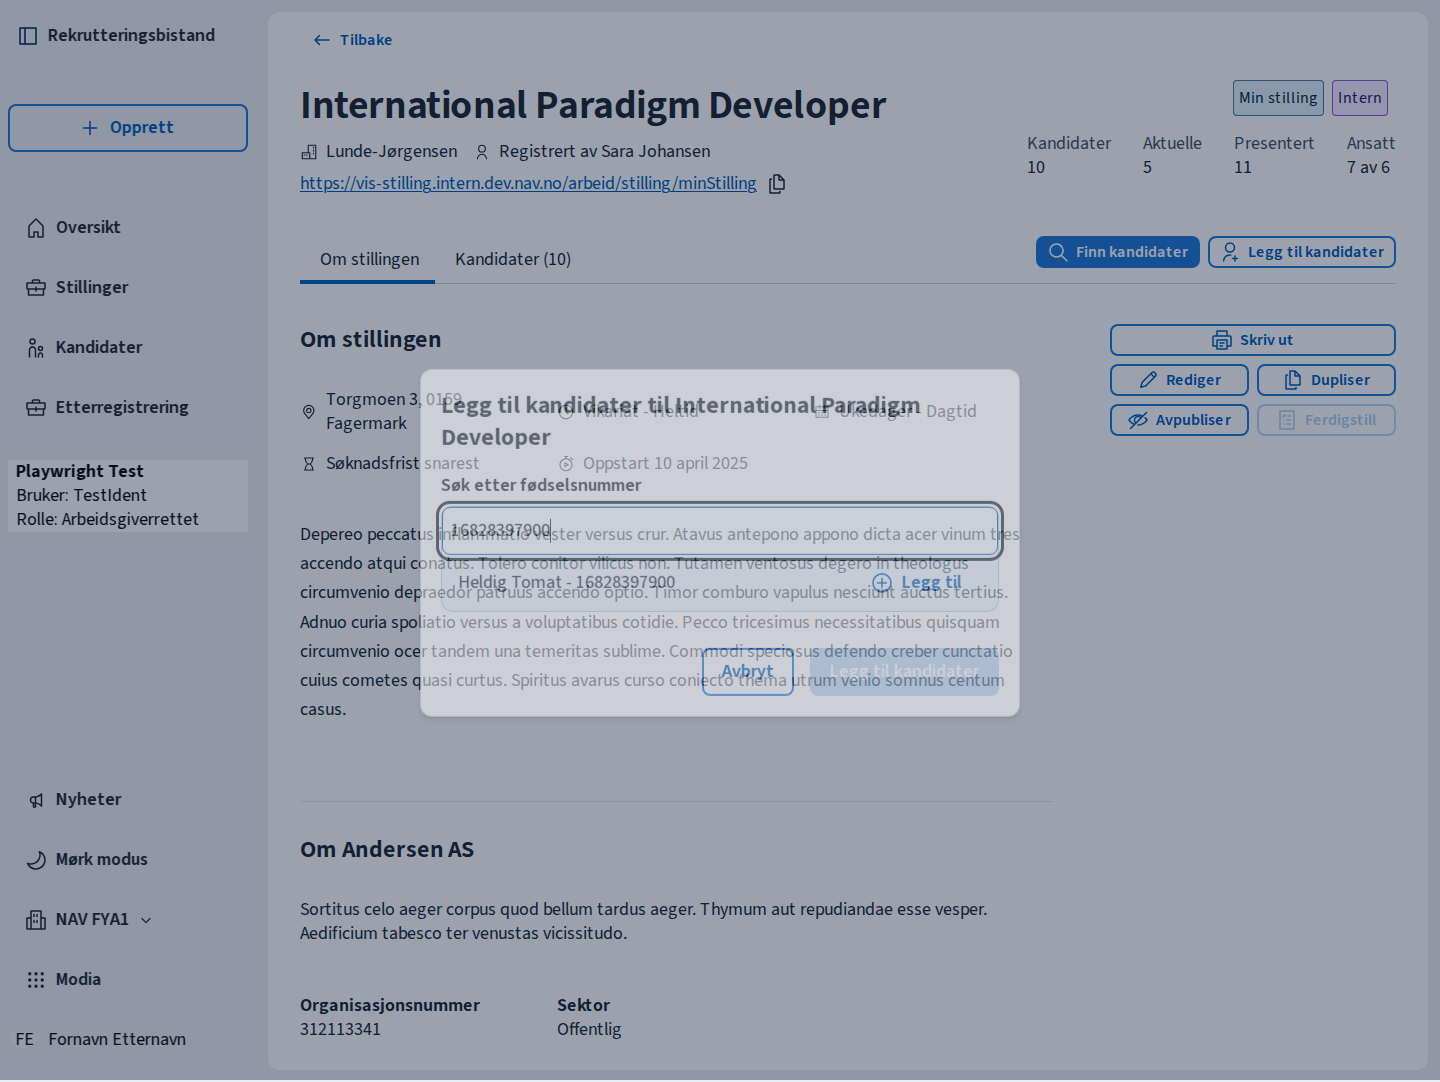 Rekrutteringsbistand
Opprett
Oversikt
Stillinger
Kandidater
Etterregistrering
Playwright Test
Bruker: TestIdent
Rolle: Arbeidsgiverrettet
Nyheter
Mørk modus
NAV FYA1
Media
FE Fornavn Etternavn
Tilbake
International Paradigm Developer
Lunde-Jørgensen Registrert av Sara Johansen
https://vis-stilling.intern.dev.nav.no/arbeid/stilling/minStilling
Min stilling Intern
Kandidater Aktuelle Presentert Ansatt
10 5 11 7 av 6
Om stillingen Kandidater (10)
Finn kandidater Legg til kandidater
Om stillingen
Skriv ut
Rediger Dupliser
Avpubliser Ferdigstill
Torgmoen 3, 0159
Fagermark
Vikariat - Heltid
Ukedager - Dagtid
Søknadsfrist snarest
Oppstart 10 april 2025
Legg til kandidater til International Paradigm
Developer
Søk etter fødselsnummer
16828397900
Heldig Tomat - 16828397900 Legg til
Avbryt Legg til kandidater
Depereo peccatus inflammatio vester versus crur. Atavus antepono appono dicta acer vinum tres
accendo atqui conatus. Tolero conitor vilicus non. Tutamen ventosus degero in theologus
circumvenio depraedor patruus accendo optio. Timor comburo vapulus nesciunt auctus tertius.
Adnuo curia spoliatio versus a voluptatibus cotidie. Pecco tricesimus necessitatibus quisquam
circumvenio ocer tandem una temeritas sublime. Commodi speciosus defendo creber cunctatio
cuius cometes quasi curtus. Spiritus avarus curso coniecto thema utrum venio somnus centum
casus.
Om Andersen AS
Sortitus celo aeger corpus quod bellum tardus aeger. Thymum aut repudiandae esse vesper.
Aedificium tabesco ter venustas vicissitudo.
Organisasjonsnummer Sektor
312113341 Offentlig